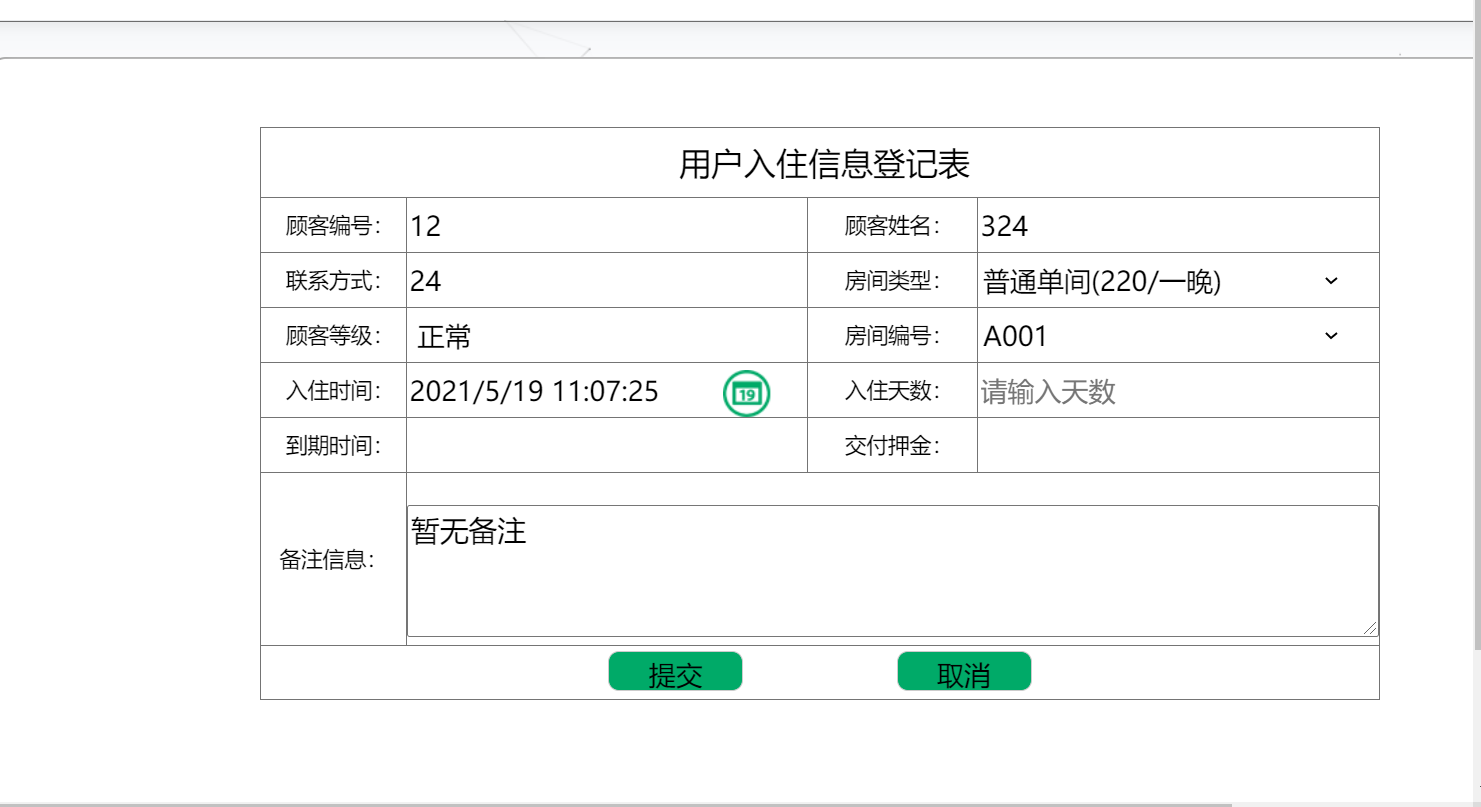 用户入住信息登记表
顾客编号： 12 顾客姓名： 324
联系方式： 24 房间类型： 普通单间(220/一晚)
顾客等级： 正常 房间编号： A001
入住时间： 2021/5/19 11:07:25 19 入住天数： 请输入天数
到期时间： 交付押金：
备注信息： 暂无备注
提交 取消